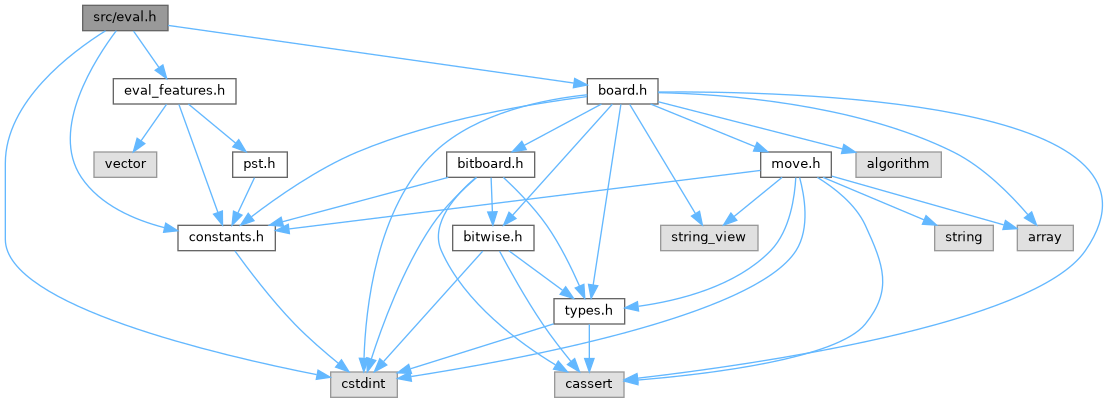 src/eval.h
eval_features.h
board.h
vector
pst.h
bitboard.h
move.h
algorithm
constants.h
bitwise.h
string_view
string
array
types.h
cstdint
cassert